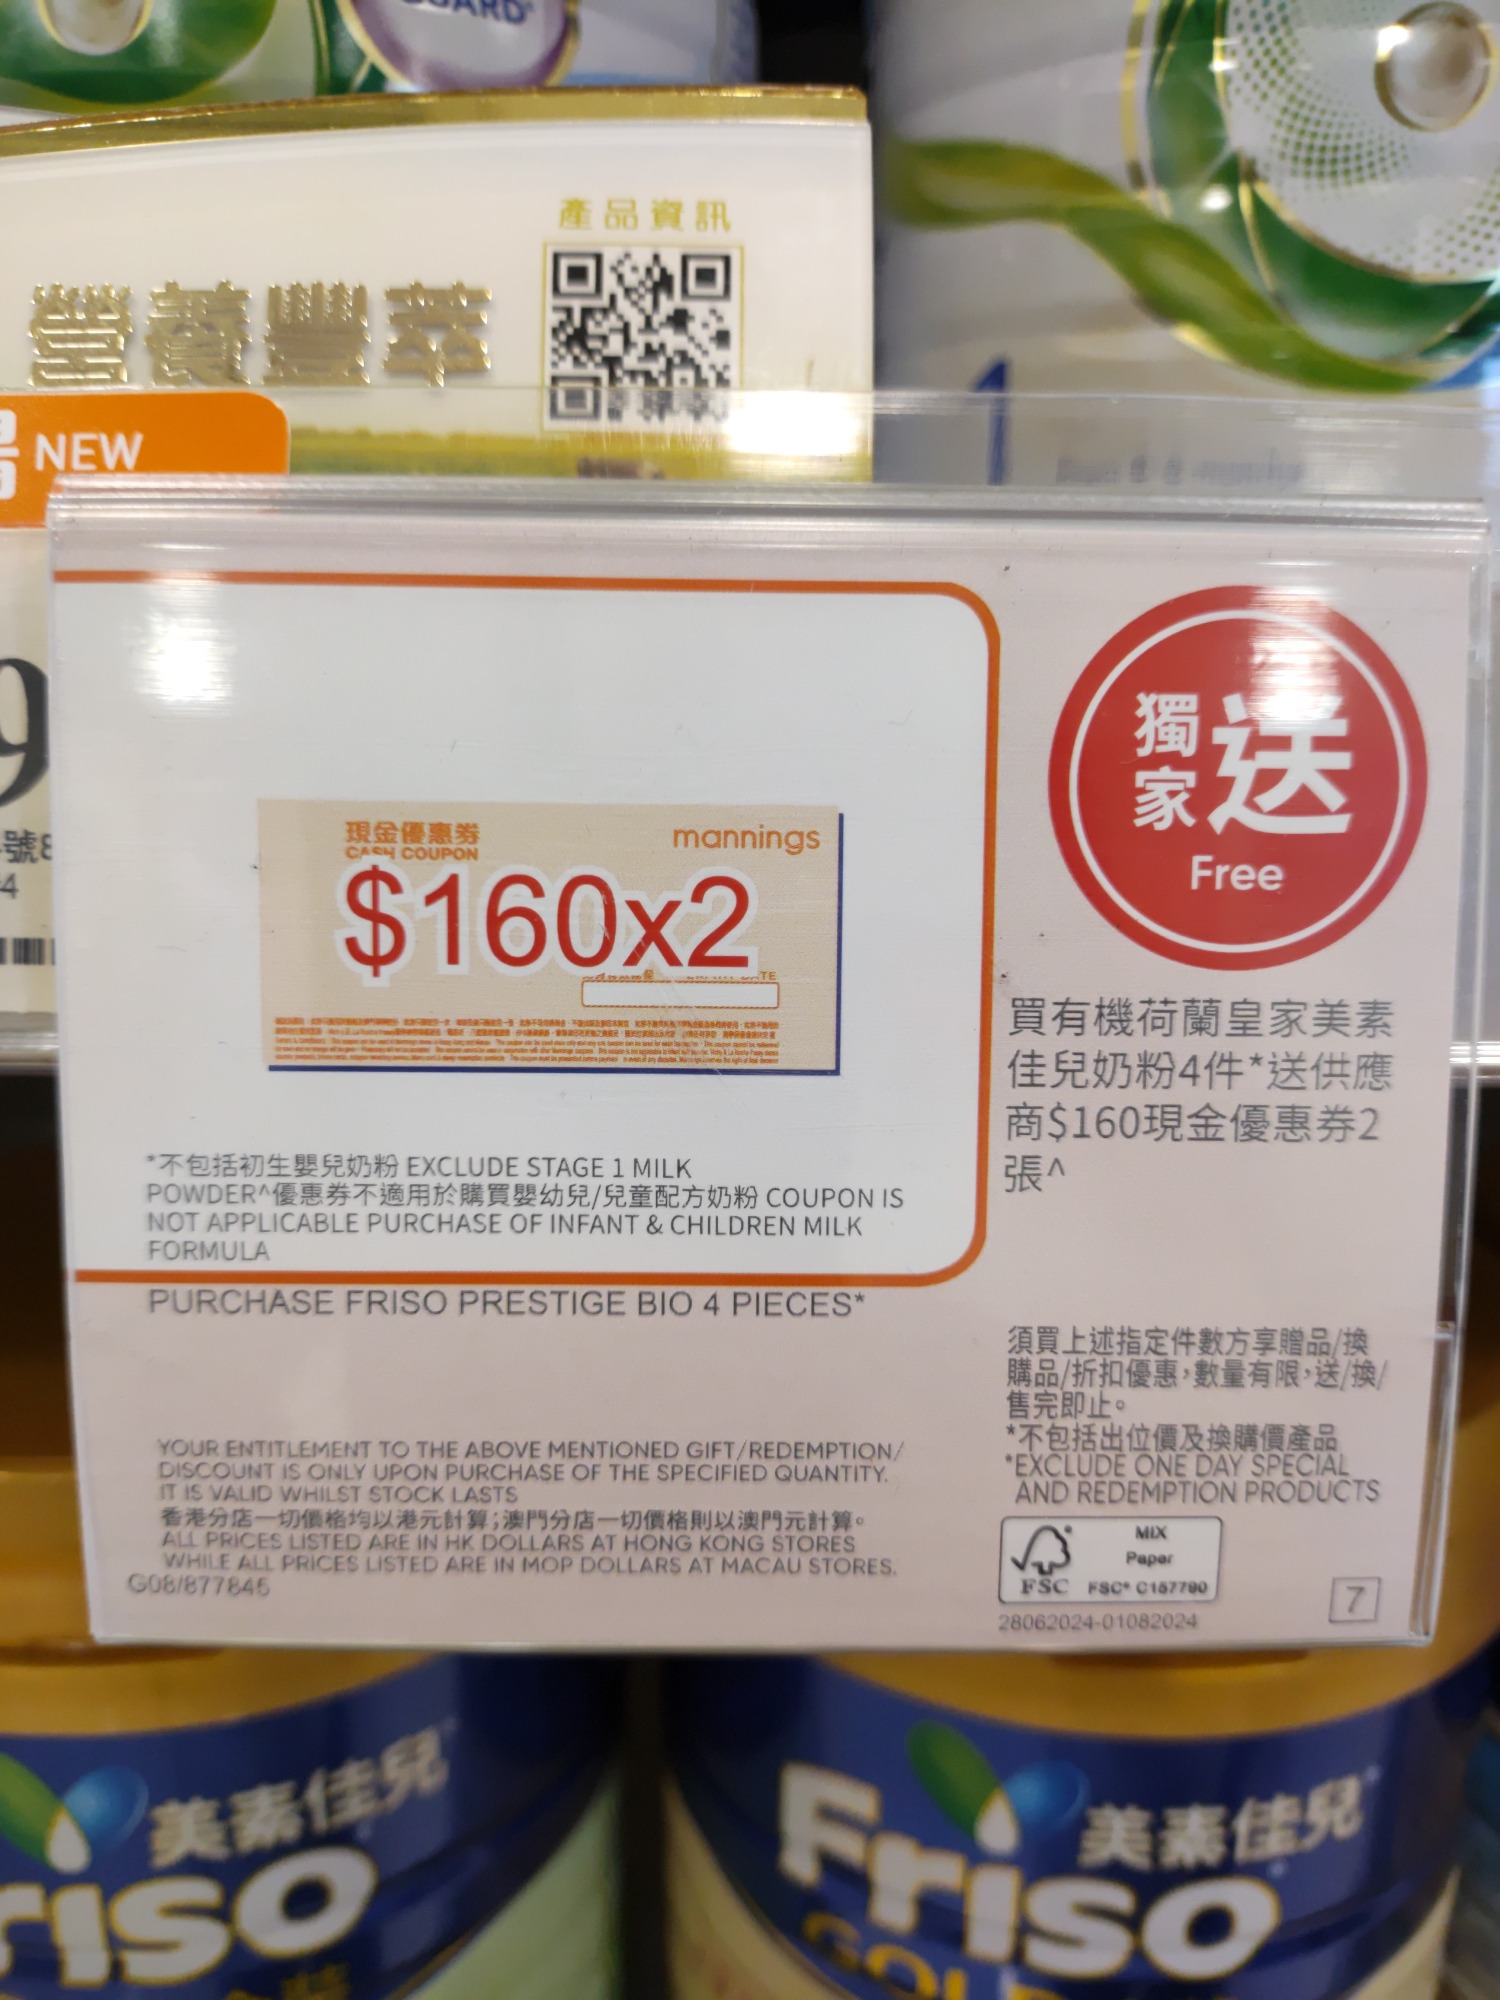 產品資訊
營養豐萃
NEW
獨家 送
Free
現金優惠券
CASH COUPON
mannings
$160x2
買有機荷蘭皇家美素
佳兒奶粉4件*送供應
商$160現金優惠券2
張^
*不包括初生嬰兒奶粉 EXCLUDE STAGE 1 MILK
POWDER^優惠券不適用於購買嬰幼兒/兒童配方奶粉 COUPON IS
NOT APPLICABLE PURCHASE OF INFANT & CHILDREN MILK
FORMULA
PURCHASE FRISO PRESTIGE BIO 4 PIECES*
須買上述指定件數方享贈品/換
購品/折扣優惠,數量有限,送/換/
售完即止。
*不包括出位價及換購價產品
*EXCLUDE ONE DAY SPECIAL
AND REDEMPTION PRODUCTS
YOUR ENTITLEMENT TO THE ABOVE MENTIONED GIFT/REDEMPTION/
DISCOUNT IS ONLY UPON PURCHASE OF THE SPECIFIED QUANTITY.
IT IS VALID WHILST STOCK LASTS
香港分店一切價格均以港元計算;澳門分店一切價格則以澳門元計算。
ALL PRICES LISTED ARE IN HK DOLLARS AT HONG KONG STORES
WHILE ALL PRICES LISTED ARE IN MOP DOLLARS AT MACAU STORES.
G08/877845
MIX
Paper
FSC FSC® C157790
28062024-01082024
7
美素佳兒
美素佳兒
Friso